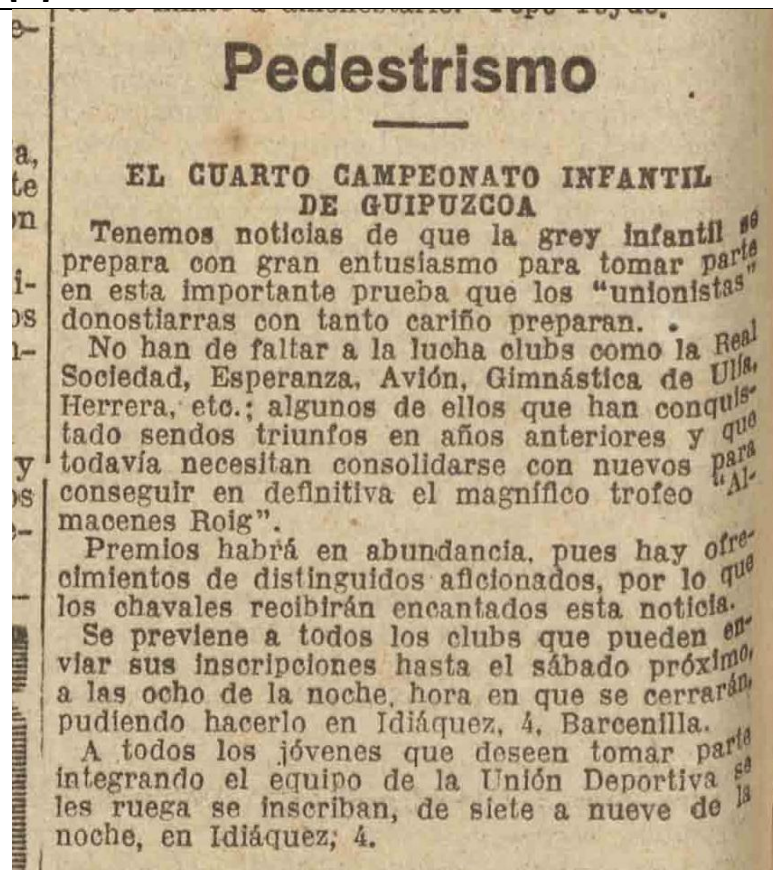 Pedestrismo
EL CUARTO CAMPEONATO INFANTIL
DE GUIPUZCOA
Tenemos noticias de que la grey infantil se
prepara con gran entusiasmo para tomar parte
en esta importante prueba que los "unionistas"
donostiarras con tanto cariño preparan.
No han de faltar a la lucha clubs como la Real
Sociedad, Esperanza, Avión, Gimnástica de Ulía,
Herrera, etc.; algunos de ellos que han conquis-
tado sendos triunfos en años anteriores y que
todavía necesitan consolidarse con nuevos para
conseguir en definitiva el magnífico trofeo "Al-
macenes Roig".
Premios habrá en abundancia, pues hay ofre-
cimientos de distinguidos aficionados, por lo que
los chavales recibirán encantados esta noticia.
Se previene a todos los clubs que pueden en-
viar sus inscripciones hasta el sábado próximo,
a las ocho de la noche, hora en que se cerrarán,
pudiendo hacerlo en Idiáquez, 4, Barcenilla.
A todos los jóvenes que deseen tomar parte
integrando el equipo de la Unión Deportiva se
les ruega se inscriban, de siete a nueve de la
noche, en Idiáquez; 4.